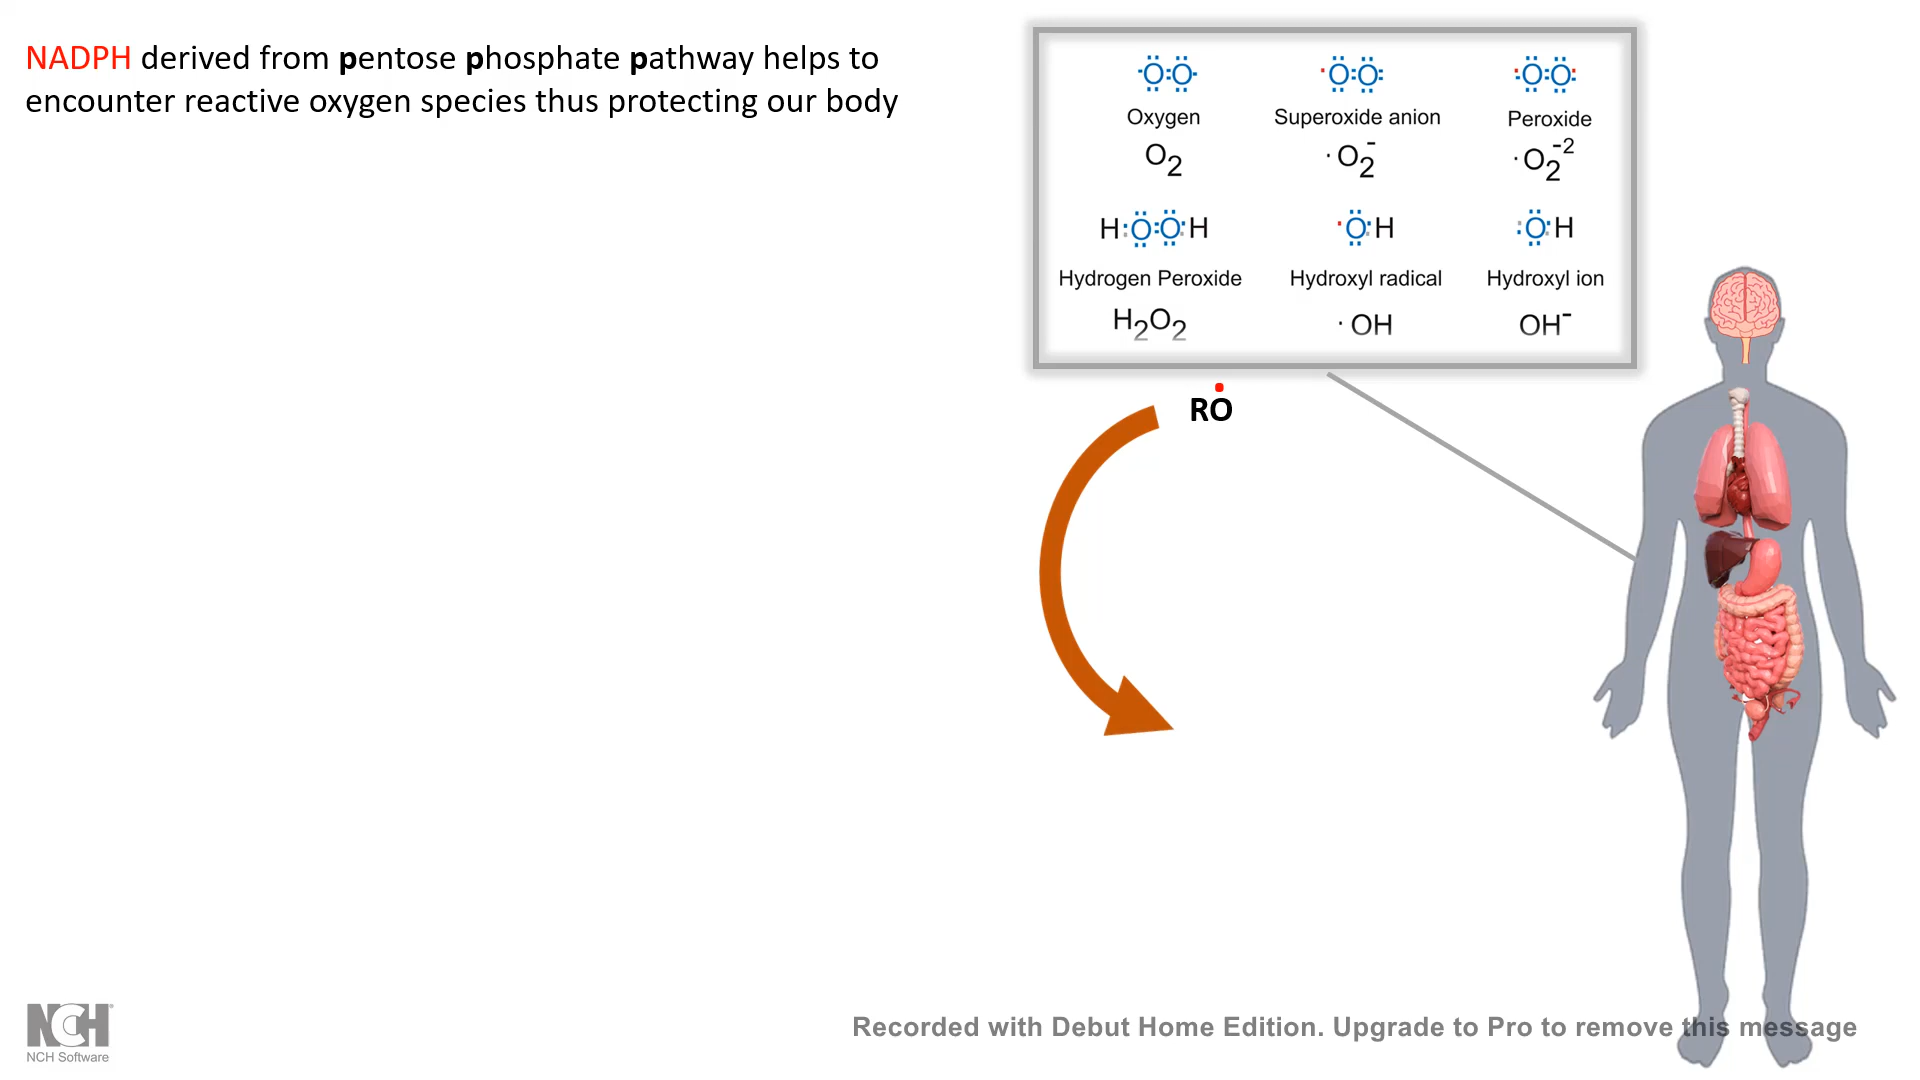 NADPH derived from pentose phosphate pathway helps to
encounter reactive oxygen species thus protecting our body
·O:O· ·O:O: :O:O:
Oxygen Superoxide anion Peroxide
O₂ ·O₂⁻ ·O₂⁻²
H:O:O:H ·O:H :O:H
Hydrogen Peroxide Hydroxyl radical Hydroxyl ion
H₂O₂ ·OH OH⁻
RO•
NCH
NCH Software
Recorded with Debut Home Edition. Upgrade to Pro to remove this message